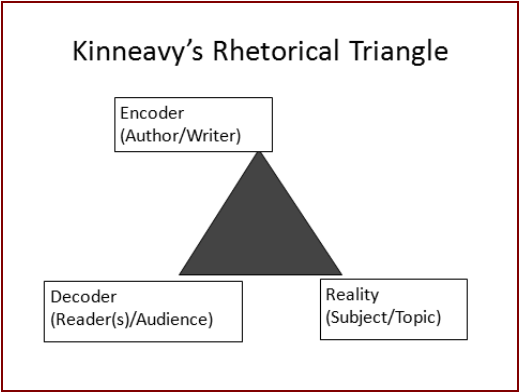 Kinneavy’s Rhetorical Triangle
Encoder
(Author/Writer)
Decoder
(Reader(s)/Audience)
Reality
(Subject/Topic)